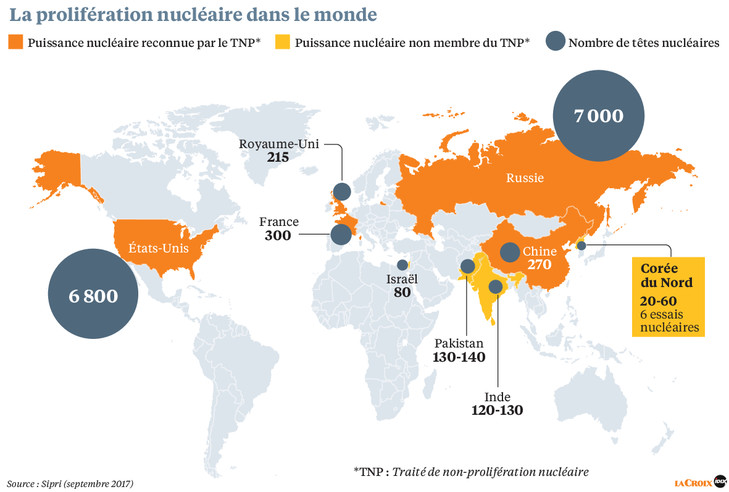 La prolifération nucléaire dans le monde
Puissance nucléaire reconnue par le TNP*
Puissance nucléaire non membre du TNP*
Nombre de têtes nucléaires
7 000
Royaume-Uni
215
Russie
France
300
États-Unis
Chine
270
6 800
Israël
80
Corée
du Nord
20-60
6 essais
nucléaires
Pakistan
130-140
Inde
120-130
*TNP : Traité de non-prolifération nucléaire
Source : Sipri (septembre 2017)
LA CROIX
IDIX